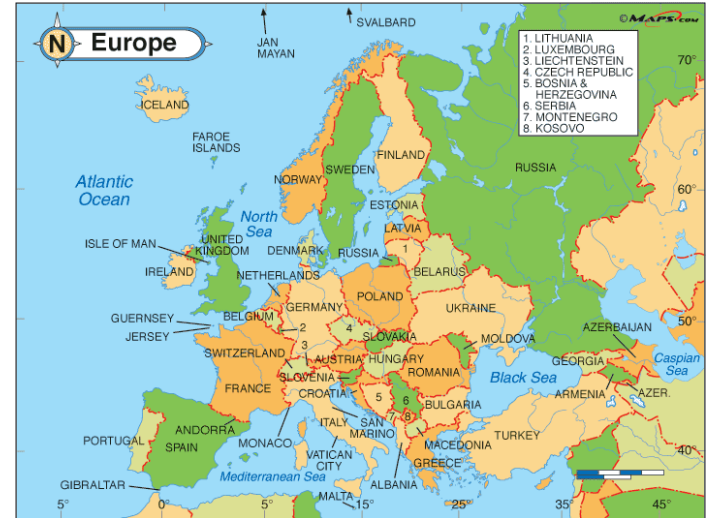 SVALBARD
JAN
MAYAN
N
Europe
©MAPS.COM
1. LITHUANIA
2. LUXEMBOURG
3. LIECHTENSTEIN
4. CZECH REPUBLIC
5. BOSNIA &
HERZEGOVINA
6. SERBIA
7. MONTENEGRO
8. KOSOVO
70°
ICELAND
FAROE
ISLANDS
FINLAND
SWEDEN
RUSSIA
NORWAY
Atlantic
Ocean
60°
ESTONIA
North
Sea
LATVIA
ISLE OF MAN
UNITED
KINGDOM
DENMARK
RUSSIA
1
IRELAND
NETHERLANDS
BELARUS
POLAND
GERMANY
UKRAINE
GUERNSEY
JERSEY
BELGIUM
2
4
50°
AZERBAIJAN
SLOVAKIA
MOLDOVA
3
SWITZERLAND
AUSTRIA
HUNGARY
GEORGIA
Caspian
Sea
ROMANIA
SLOVENIA
Black Sea
FRANCE
CROATIA
5
6
ARMENIA
AZER.
BULGARIA
7
8
ANDORRA
ITALY
SAN
MARINO
TURKEY
PORTUGAL
SPAIN
MONACO
VATICAN
CITY
MACEDONIA
40°
GREECE
Mediterranean Sea
ALBANIA
GIBRALTAR
MALTA
5°
0°
5°
15°
25°
35°
45°